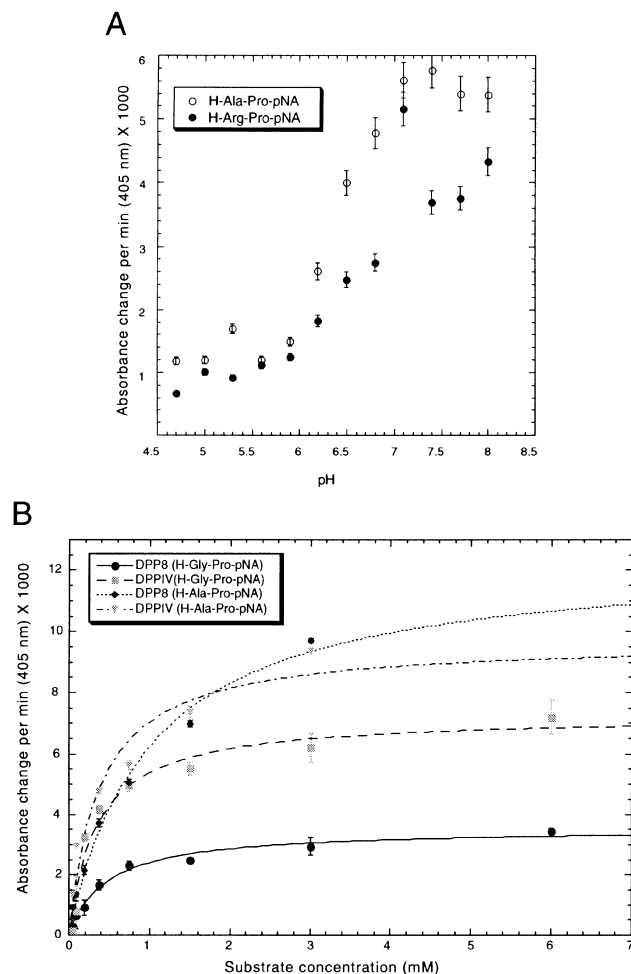 A
Absorbance change per min (405 nm) X 1000
6
5
4
3
2
1
H-Ala-Pro-pNA
H-Arg-Pro-pNA
4.5 5 5.5 6 6.5 7 7.5 8 8.5
pH
B
Absorbance change per min (405 nm) X 1000
12
10
8
6
4
2
0
DPP8 (H-Gly-Pro-pNA)
DPPIV(H-Gly-Pro-pNA)
DPP8 (H-Ala-Pro-pNA)
DPPIV (H-Ala-Pro-pNA)
0 1 2 3 4 5 6 7
Substrate concentration (mM)